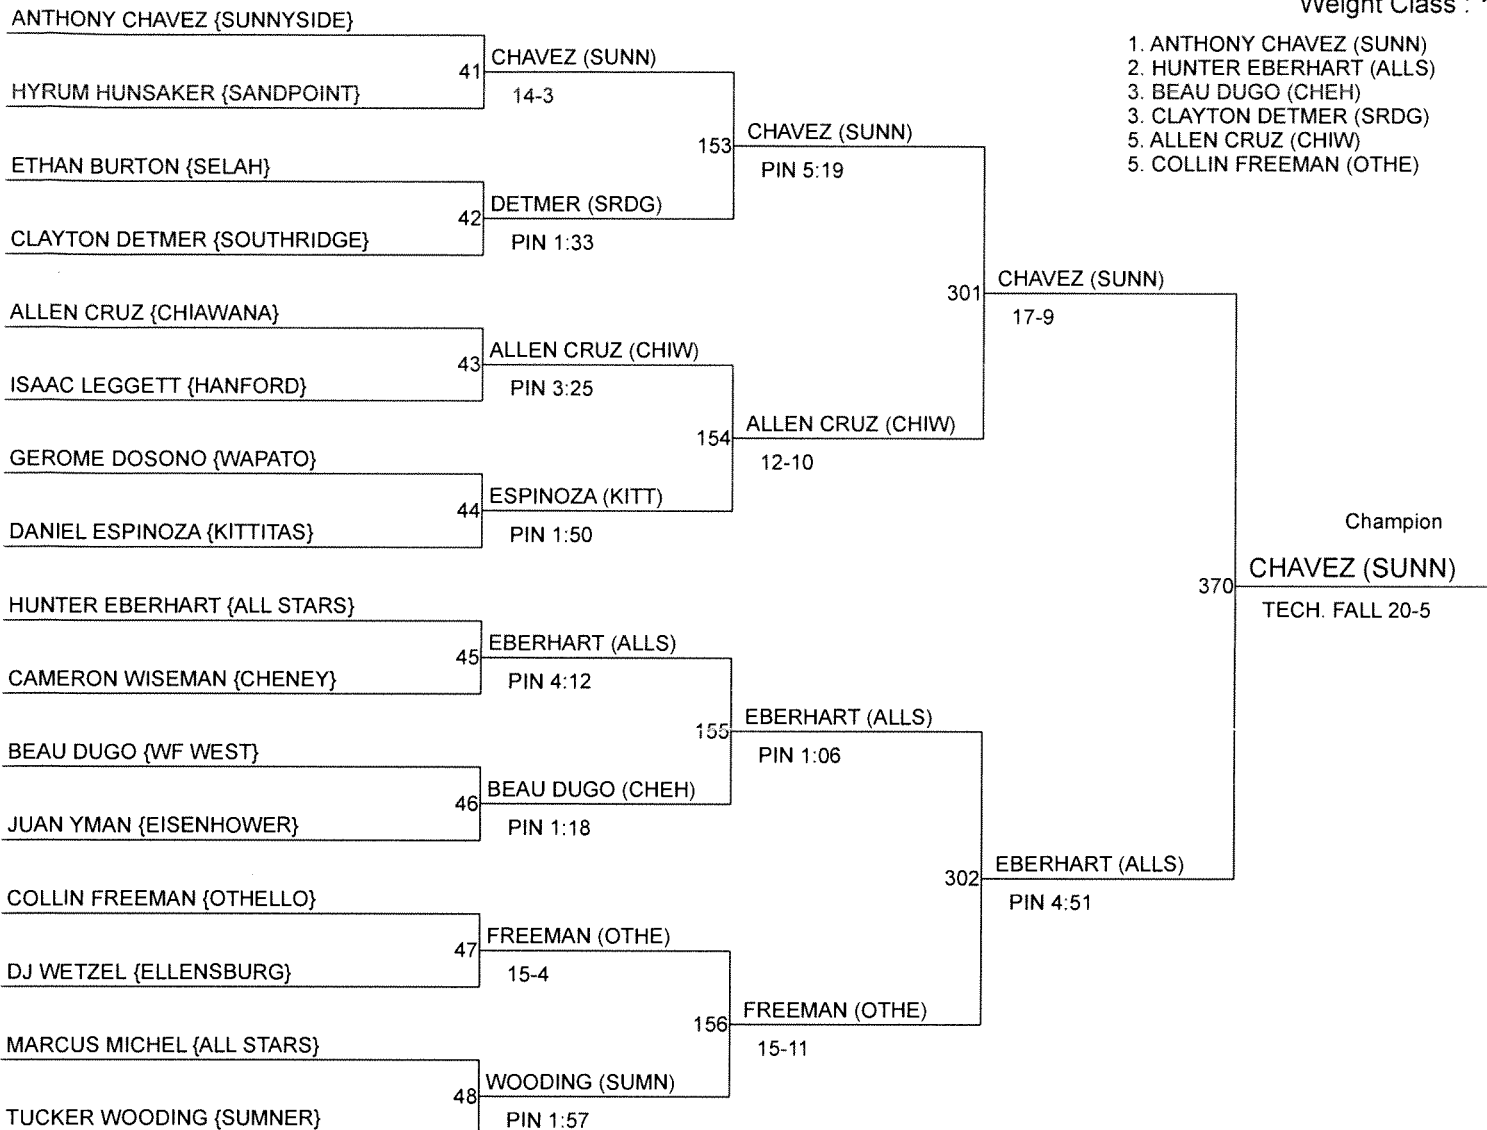 Weight Class :
1. ANTHONY CHAVEZ (SUNN)
2. HUNTER EBERHART (ALLS)
3. BEAU DUGO (CHEH)
3. CLAYTON DETMER (SRDG)
5. ALLEN CRUZ (CHIW)
5. COLLIN FREEMAN (OTHE)
ANTHONY CHAVEZ {SUNNYSIDE}
HYRUM HUNSAKER {SANDPOINT}
ETHAN BURTON {SELAH}
CLAYTON DETMER {SOUTHRIDGE}
ALLEN CRUZ {CHIAWANA}
ISAAC LEGGETT {HANFORD}
GEROME DOSONO {WAPATO}
DANIEL ESPINOZA {KITTITAS}
HUNTER EBERHART {ALL STARS}
CAMERON WISEMAN {CHENEY}
BEAU DUGO {WF WEST}
JUAN YMAN {EISENHOWER}
COLLIN FREEMAN {OTHELLO}
DJ WETZEL {ELLENSBURG}
MARCUS MICHEL {ALL STARS}
TUCKER WOODING {SUMNER}
41 CHAVEZ (SUNN)
14-3
42 DETMER (SRDG)
PIN 1:33
43 ALLEN CRUZ (CHIW)
PIN 3:25
44 ESPINOZA (KITT)
PIN 1:50
45 EBERHART (ALLS)
PIN 4:12
46 BEAU DUGO (CHEH)
PIN 1:18
47 FREEMAN (OTHE)
15-4
48 WOODING (SUMN)
PIN 1:57
153 CHAVEZ (SUNN)
PIN 5:19
154 ALLEN CRUZ (CHIW)
12-10
155 EBERHART (ALLS)
PIN 1:06
156 FREEMAN (OTHE)
15-11
301 CHAVEZ (SUNN)
17-9
302 EBERHART (ALLS)
PIN 4:51
Champion
370 CHAVEZ (SUNN)
TECH. FALL 20-5